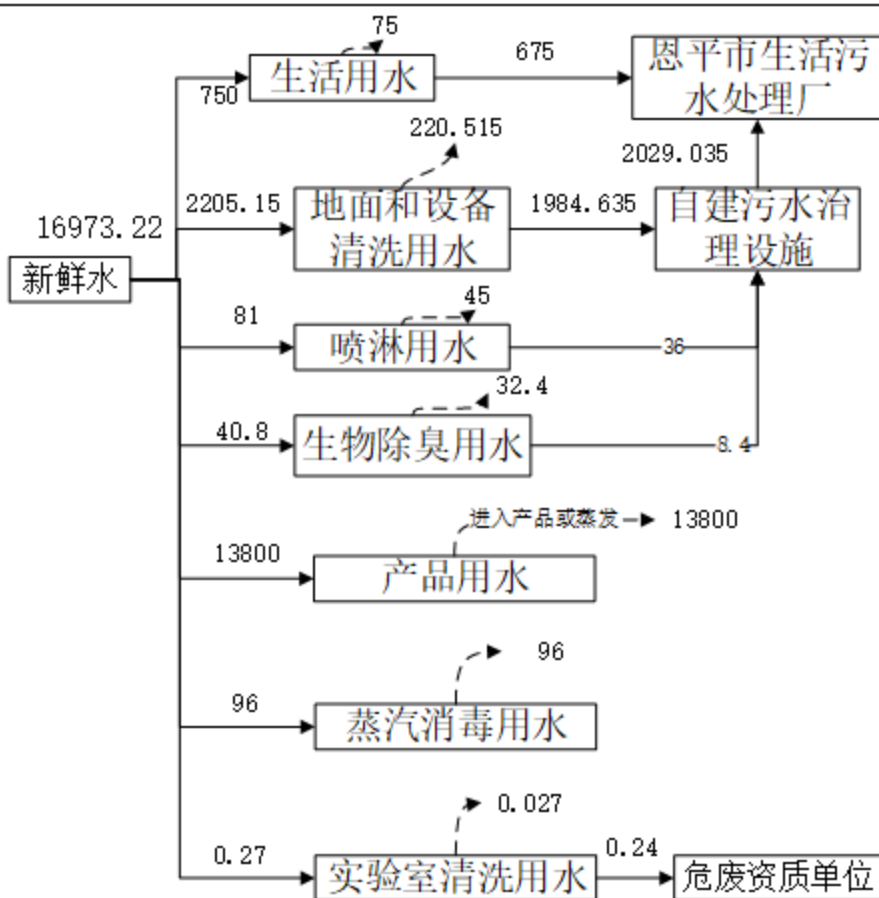 75
生活用水
750
675
恩平市生活污
水处理厂
220.515
2029.035
16973.22
新鲜水
2205.15
地面和设备
清洗用水
1984.635
自建污水治
理设施
45
81
喷淋用水
36
32.4
40.8
生物除臭用水
8.4
进入产品或蒸发
13800
13800
产品用水
96
96
蒸汽消毒用水
0.027
0.27
实验室清洗用水
0.24
危废资质单位